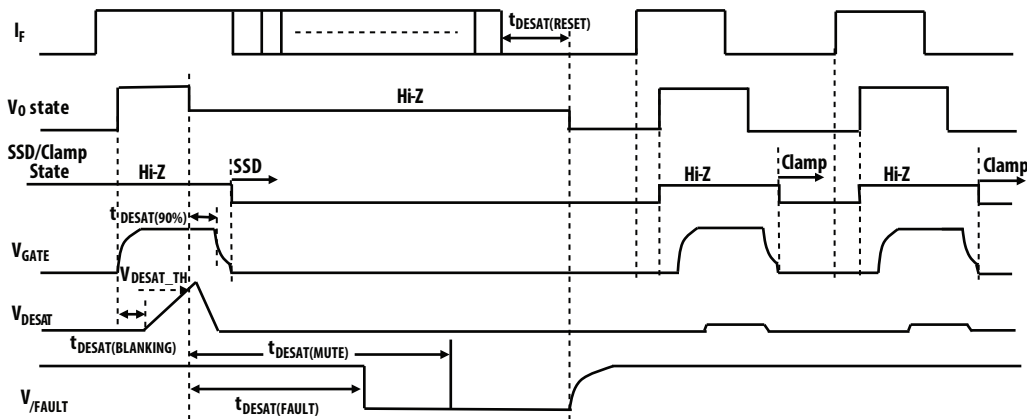 I_F
t_DESAT(RESET)
V_O state
Hi-Z
SSD/Clamp
State
Hi-Z
SSD
Hi-Z
Clamp
Hi-Z
Clamp
t_DESAT(90%)
V_GATE
V_DESAT_TH
V_DESAT
t_DESAT(BLANKING)
t_DESAT(MUTE)
t_DESAT(FAULT)
V_/FAULT